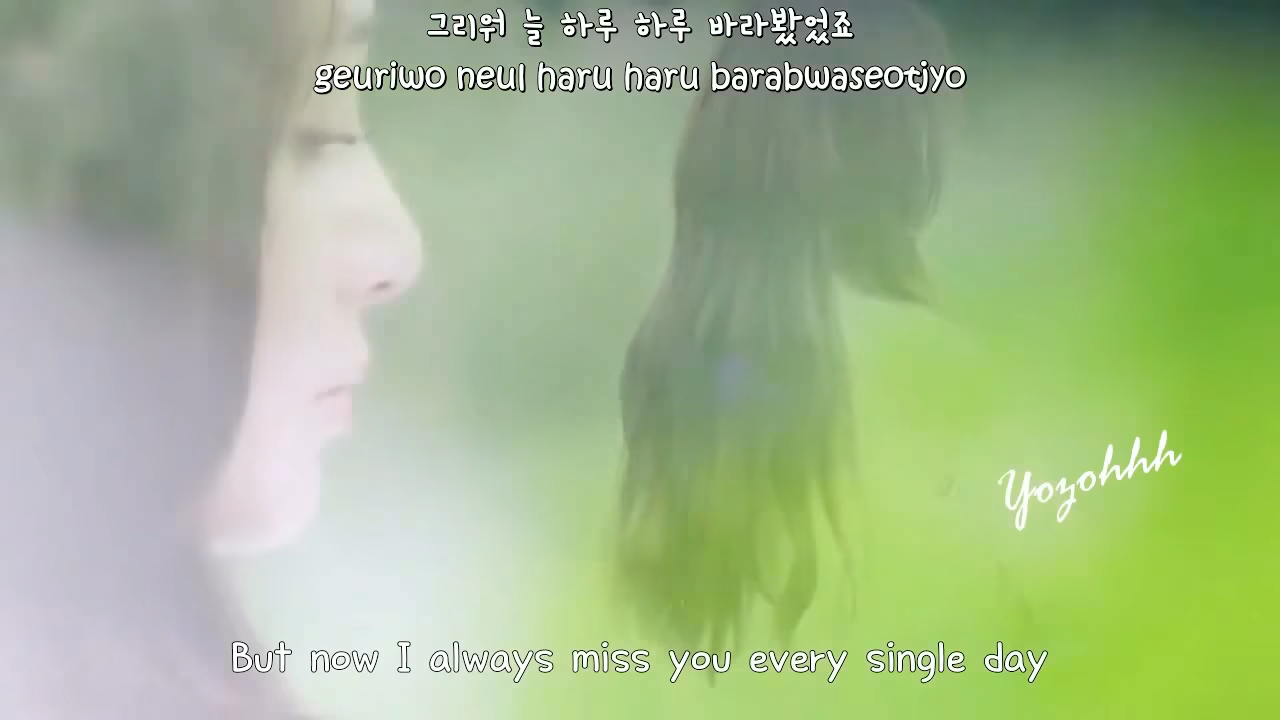 그리워 늘 하루 하루 바라봤었죠
geuriwo neul haru haru barabwaseotjyo
Yozohhh
But now I always miss you every single day